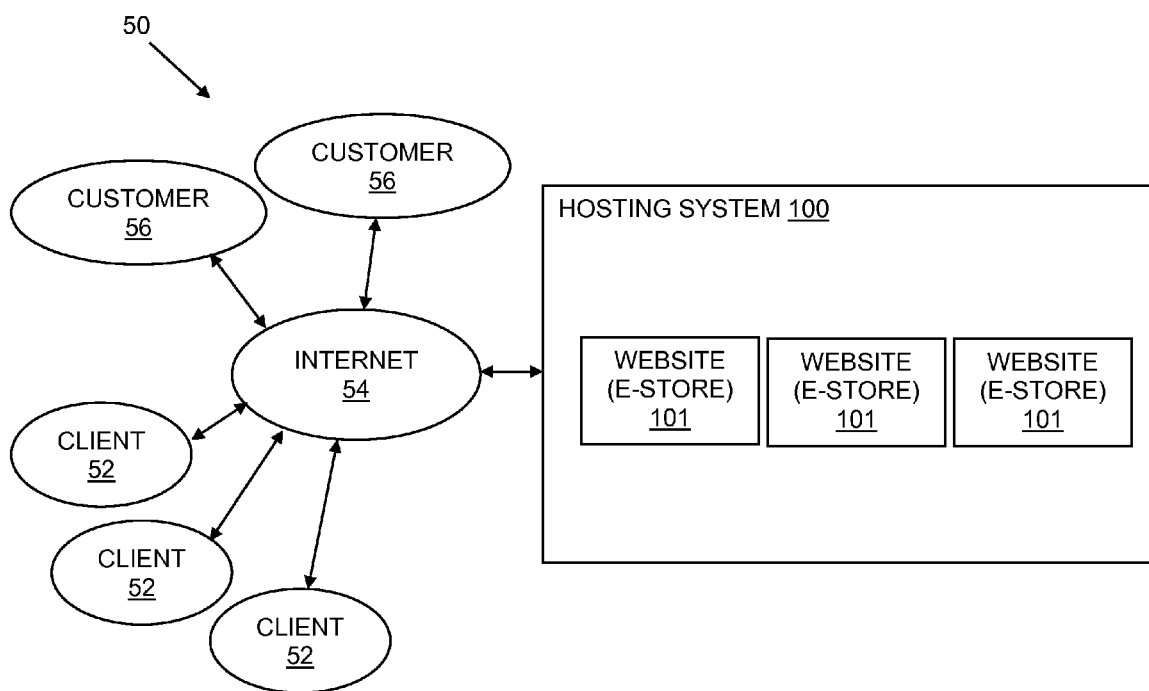 50
CUSTOMER
56
CUSTOMER
56
HOSTING SYSTEM 100
INTERNET
54
WEBSITE
(E-STORE)
101
WEBSITE
(E-STORE)
101
WEBSITE
(E-STORE)
101
CLIENT
52
CLIENT
52
CLIENT
52